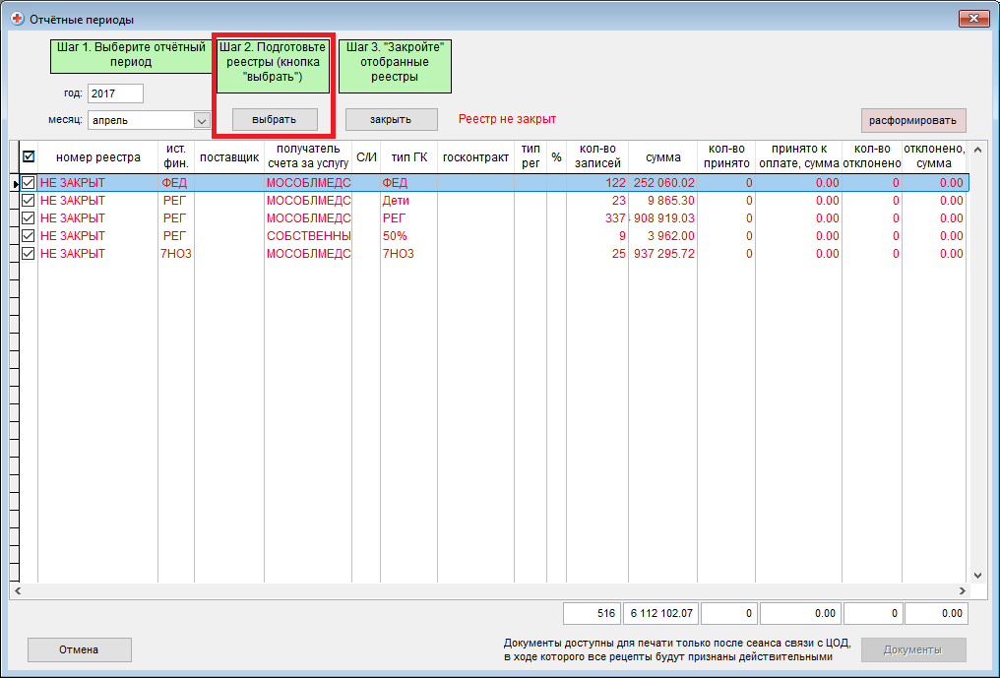 Отчётные периоды
Шаг 1. Выберите отчётный
период
Шаг 2. Подготовьте
реестры (кнопка
"выбрать")
Шаг 3. "Закройте"
отобранные
реестры
год: 2017
месяц: апрель
выбрать
закрыть
Реестр не закрыт
расформировать
номер реестра
ист.
фин.
поставщик
получатель
счета за услугу
С/И
тип ГК
госконтракт
тип
рег
%
кол-во
записей
сумма
кол-во
принято
принято к
оплате, сумма
кол-во
отклонено
отклонено,
сумма
НЕ ЗАКРЫТ ФЕД МОСОБЛМЕДС ФЕД 122 252 060.02 0 0.00 0 0.00
НЕ ЗАКРЫТ РЕГ МОСОБЛМЕДС Дети 23 9 865.30 0 0.00 0 0.00
НЕ ЗАКРЫТ РЕГ МОСОБЛМЕДС РЕГ 337 908 919.03 0 0.00 0 0.00
НЕ ЗАКРЫТ РЕГ СОБСТВЕННЫ 50% 9 3 962.00 0 0.00 0 0.00
НЕ ЗАКРЫТ 7НОЗ МОСОБЛМЕДС 7НОЗ 25 937 295.72 0 0.00 0 0.00
516 6 112 102.07 0 0.00 0 0.00
Отмена
Документы доступны для печати только после сеанса связи с ЦОД,
в ходе которого все рецепты будут признаны действительными
Документы